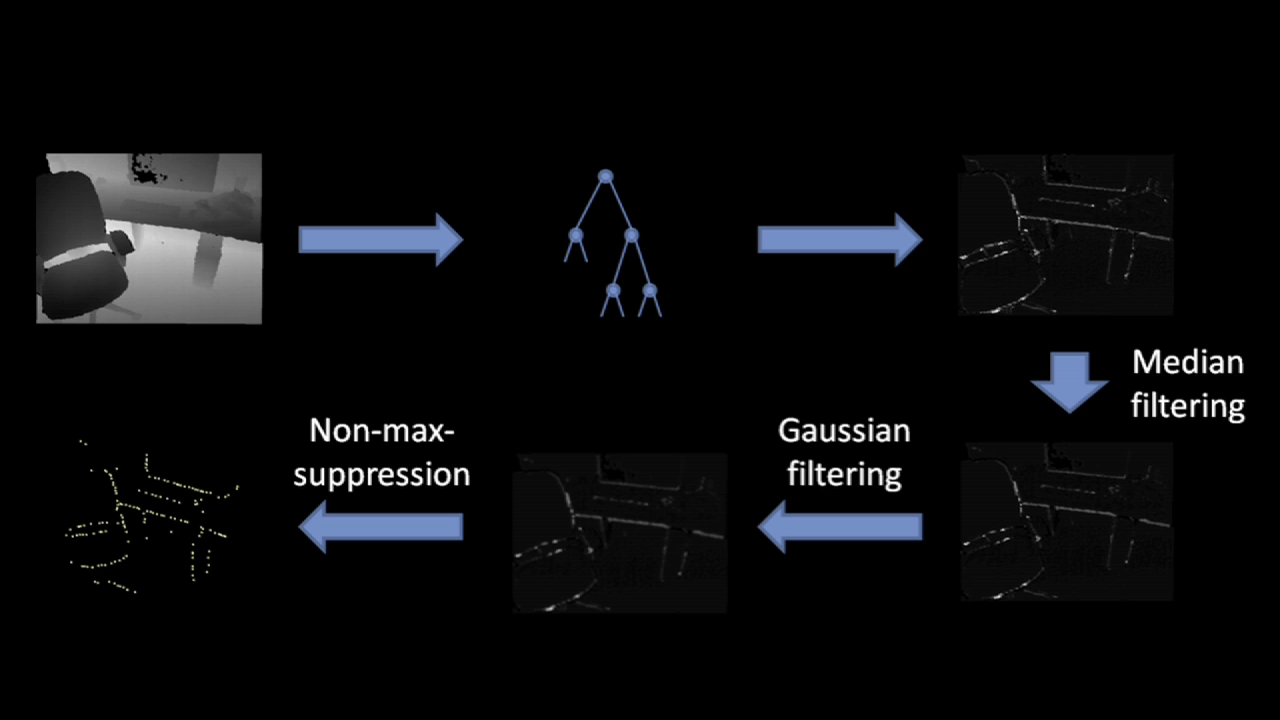 Median
filtering
Gaussian
filtering
Non-max-
suppression